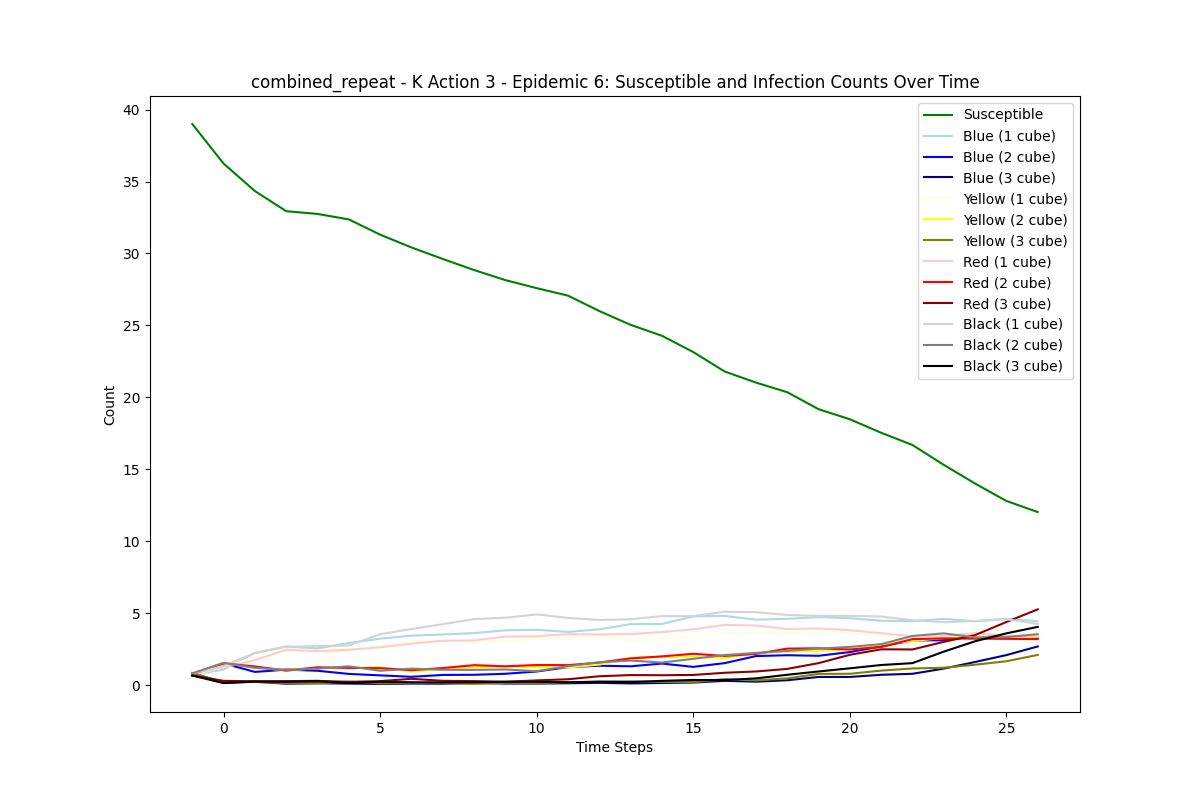 combined_repeat - K Action 3 - Epidemic 6: Susceptible and Infection Counts Over Time
40
35
30
25
20
15
10
5
0
Count
Susceptible
Blue (1 cube)
Blue (2 cube)
Blue (3 cube)
Yellow (1 cube)
Yellow (2 cube)
Yellow (3 cube)
Red (1 cube)
Red (2 cube)
Red (3 cube)
Black (1 cube)
Black (2 cube)
Black (3 cube)
0 5 10 15 20 25
Time Steps